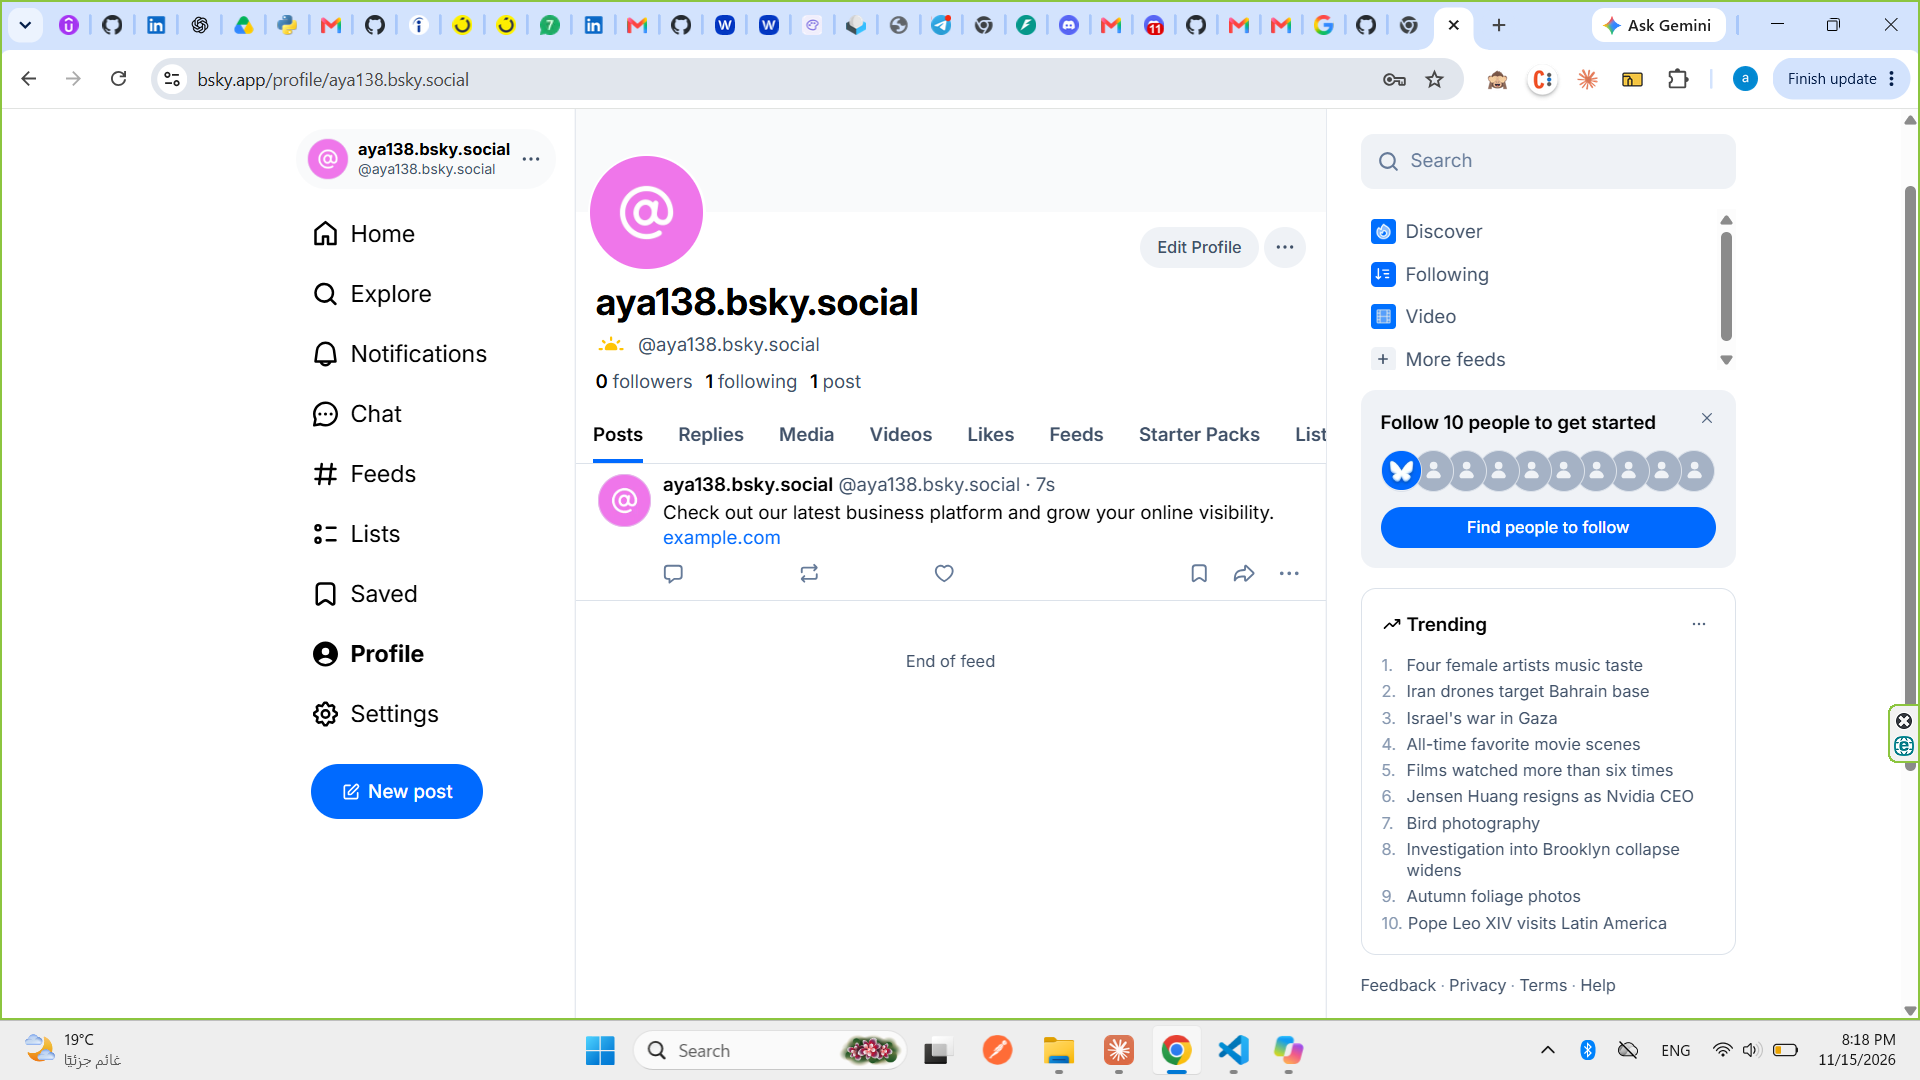 Ask Gemini
bsky.app/profile/aya138.bsky.social
a
Finish update
aya138.bsky.social
@aya138.bsky.social
Home
Explore
Notifications
Chat
Feeds
Lists
Saved
Profile
Settings
New post
@
Edit Profile
aya138.bsky.social
@aya138.bsky.social
0 followers 1 following 1 post
Posts Replies Media Videos Likes Feeds Starter Packs List
aya138.bsky.social @aya138.bsky.social · 7s
Check out our latest business platform and grow your online visibility.
example.com
End of feed
Search
Discover
Following
Video
More feeds
Follow 10 people to get started
Find people to follow
Trending
1. Four female artists music taste
2. Iran drones target Bahrain base
3. Israel's war in Gaza
4. All-time favorite movie scenes
5. Films watched more than six times
6. Jensen Huang resigns as Nvidia CEO
7. Bird photography
8. Investigation into Brooklyn collapse
widens
9. Autumn foliage photos
10. Pope Leo XIV visits Latin America
Feedback · Privacy · Terms · Help
19°C
غائم جزئيًا
Search
ENG
8:18 PM
11/15/2026